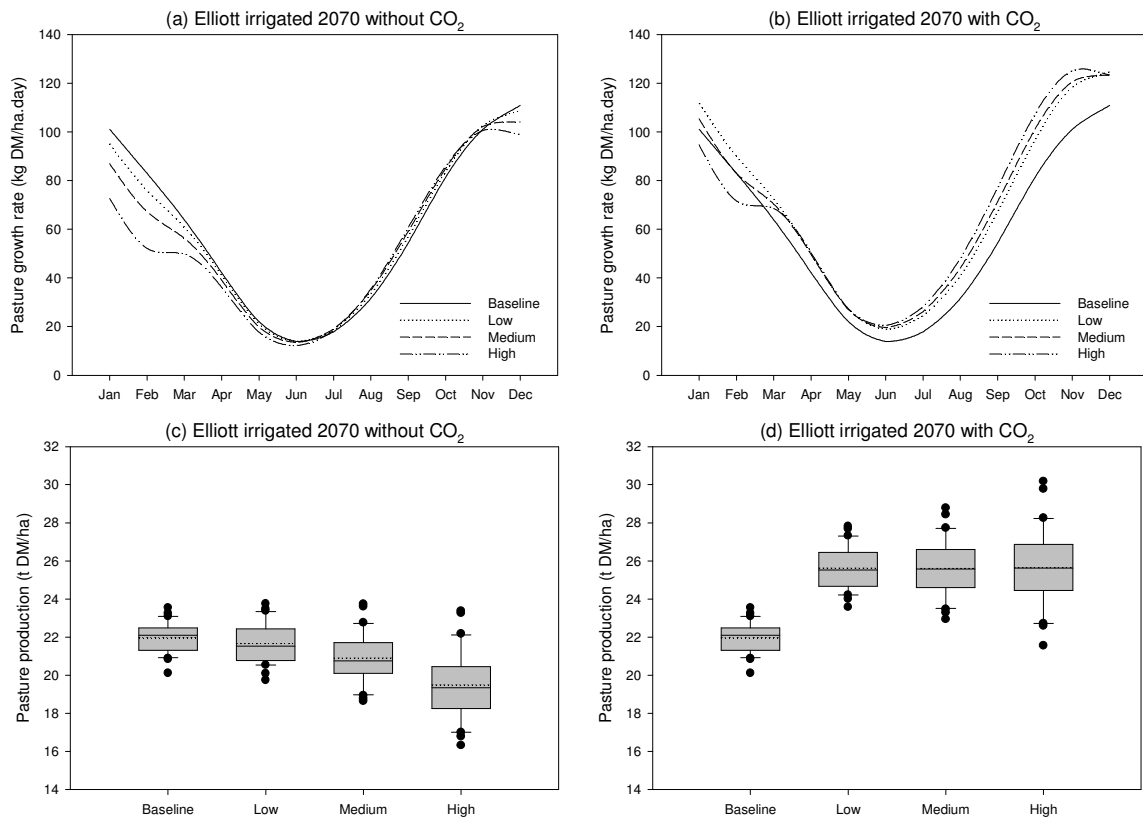 (a) Elliott irrigated 2070 without CO₂
Pasture growth rate (kg DM/ha.day)
140
120
100
80
60
40
20
0
Baseline
Low
Medium
High
Jan Feb Mar Apr May Jun Jul Aug Sep Oct Nov Dec
(b) Elliott irrigated 2070 with CO₂
Pasture growth rate (kg DM/ha.day)
140
120
100
80
60
40
20
0
Baseline
Low
Medium
High
Jan Feb Mar Apr May Jun Jul Aug Sep Oct Nov Dec
(c) Elliott irrigated 2070 without CO₂
Pasture production (t DM/ha)
32
30
28
26
24
22
20
18
16
14
Baseline Low Medium High
(d) Elliott irrigated 2070 with CO₂
Pasture production (t DM/ha)
32
30
28
26
24
22
20
18
16
14
Baseline Low Medium High